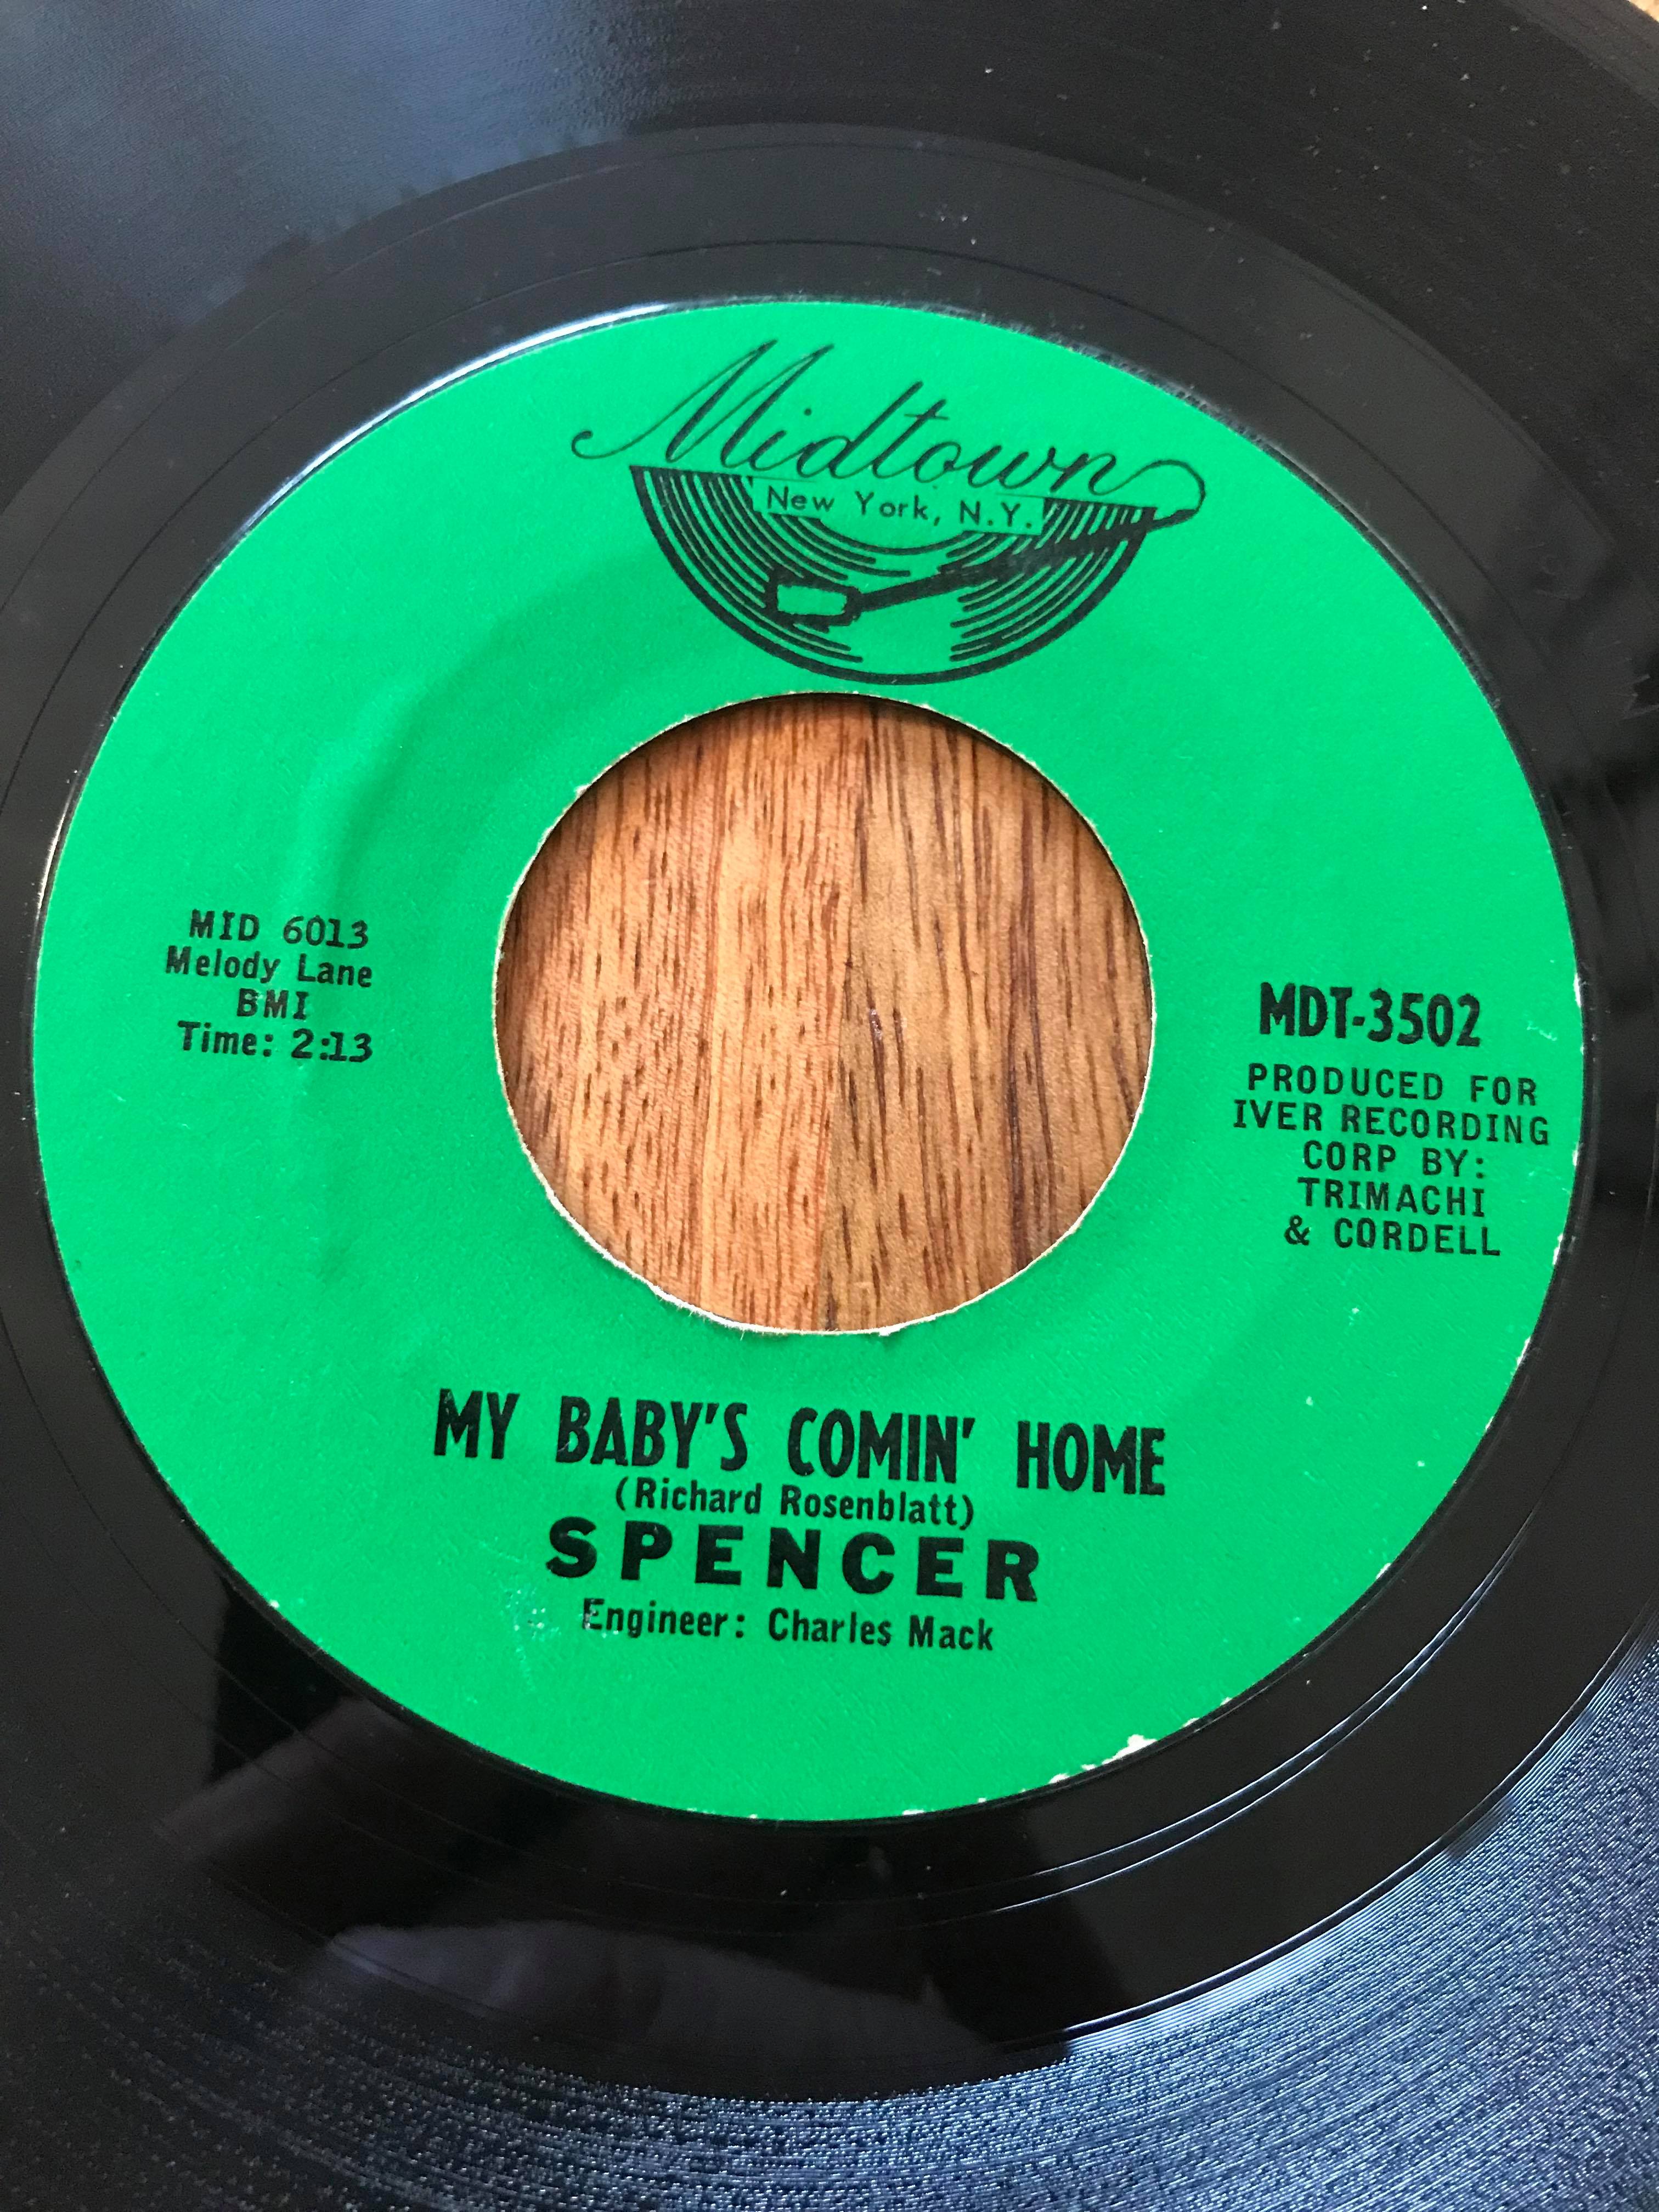 Midtown
New York, N.Y.
MID 6013
Melody Lane
BMI
Time: 2:13
MDT-3502
PRODUCED FOR
IVER RECORDING
CORP BY:
TRIMACHI
& CORDELL
MY BABY'S COMIN' HOME
(Richard Rosenblatt)
SPENCER
Engineer: Charles Mack